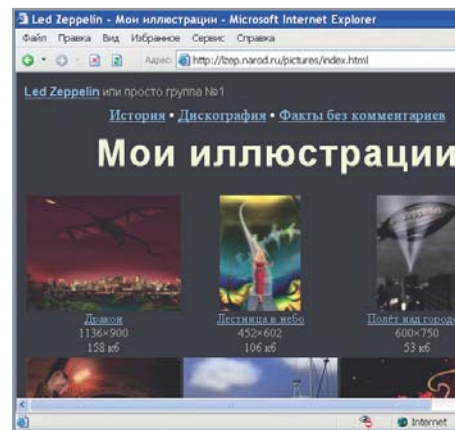 Led Zeppelin - Мои иллюстрации - Microsoft Internet Explorer
Файл Правка Вид Избранное Сервис Справка
Адрес: http://lzep.narod.ru/pictures/index.html
Led Zeppelin или просто группа №1
История • Дискография • Факты без комментариев
Мои иллюстрации
Дракон Лестница в небо Полёт над городо
1136×900 452×602 600×750
158 кб 106 кб 53 кб
Internet